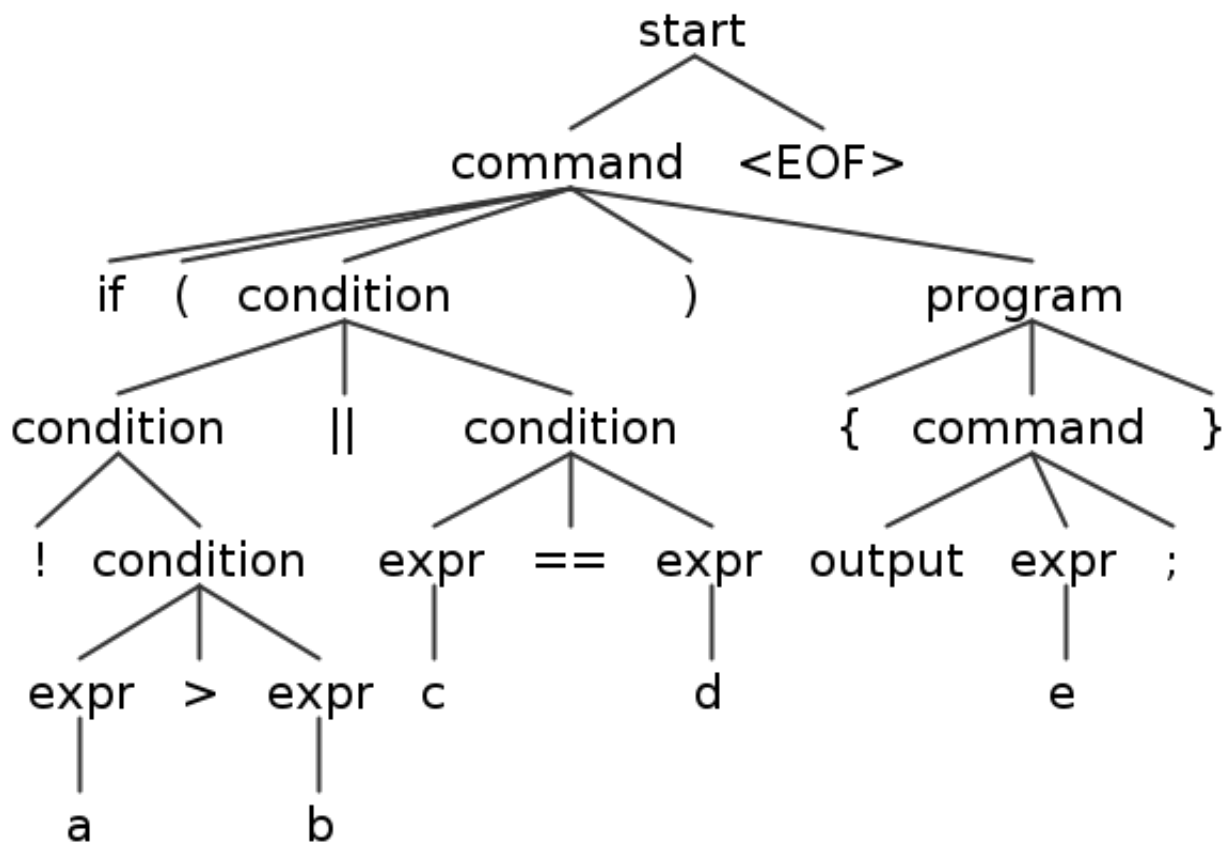 start
command <EOF>
if ( condition ) program
condition || condition { command }
! condition expr == expr output expr ;
expr > expr c d e
a b